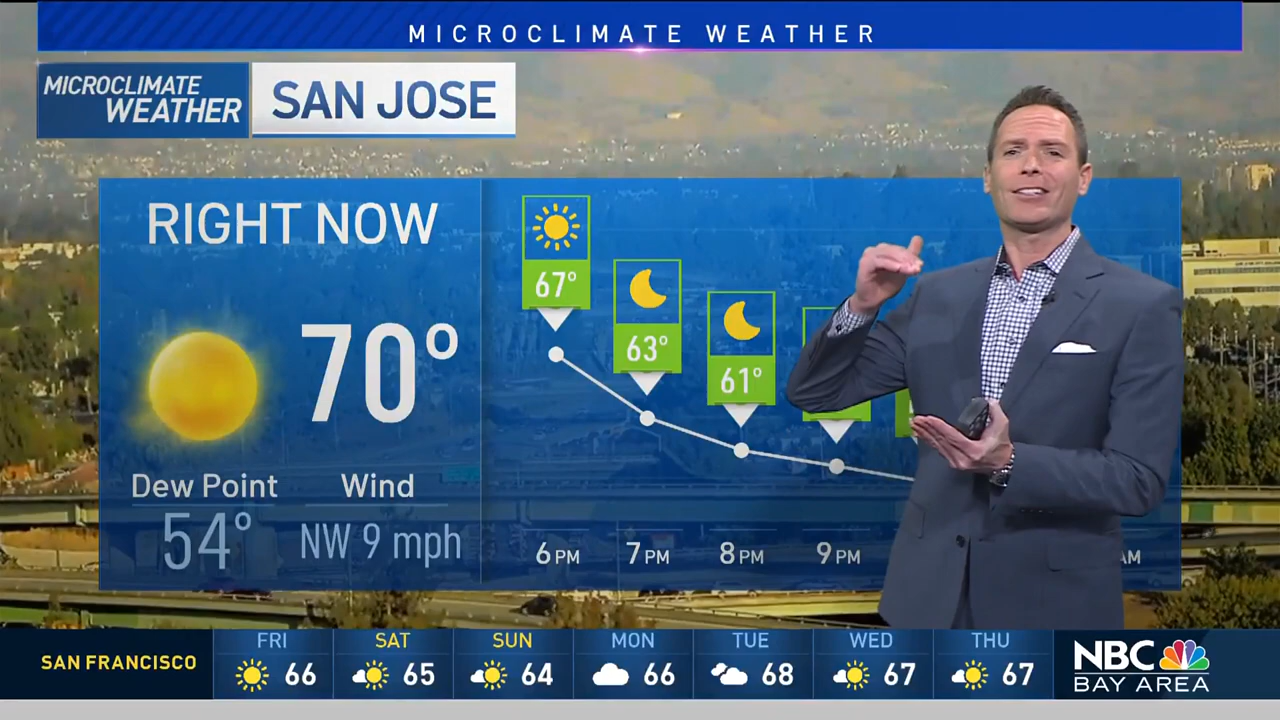 MICROCLIMATE WEATHER
MICROCLIMATE
WEATHER
SAN JOSE
RIGHT NOW
70°
Dew Point
54°
Wind
NW 9 mph
67°
63°
61°
6 PM
7 PM
8 PM
9 PM
AM
SAN FRANCISCO
FRI
66
SAT
65
SUN
64
MON
66
TUE
68
WED
67
THU
67
NBC
BAY AREA